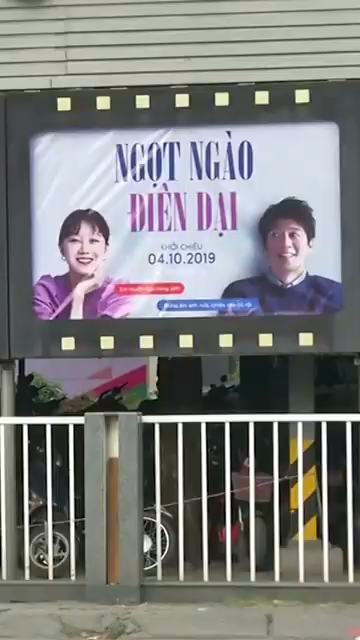 NGỌT NGÀO
ĐIÊN DẠI
KHỞI CHIẾU
04.10.2019